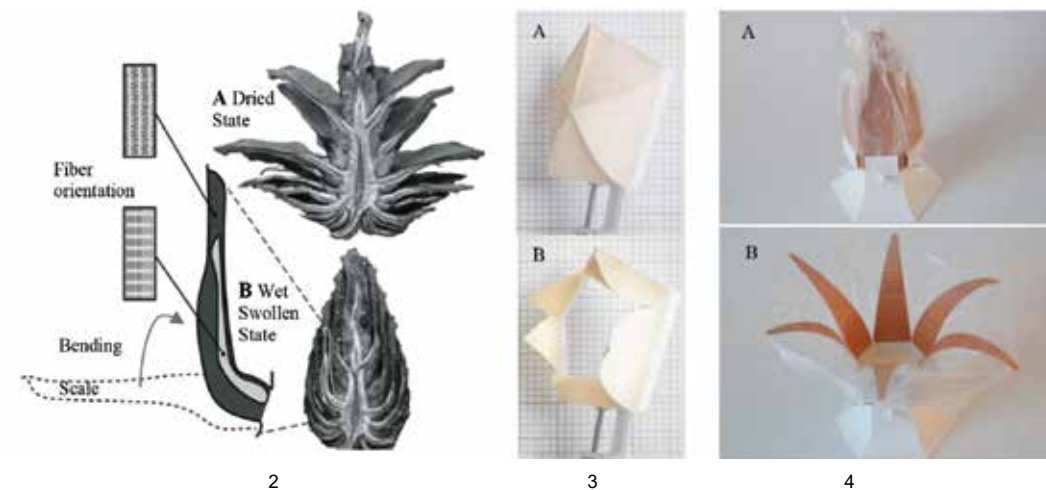 A Dried
State
Fiber
orientation
B Wet
Swollen
State
Bending
Scale
A
B
A
B
2
3
4